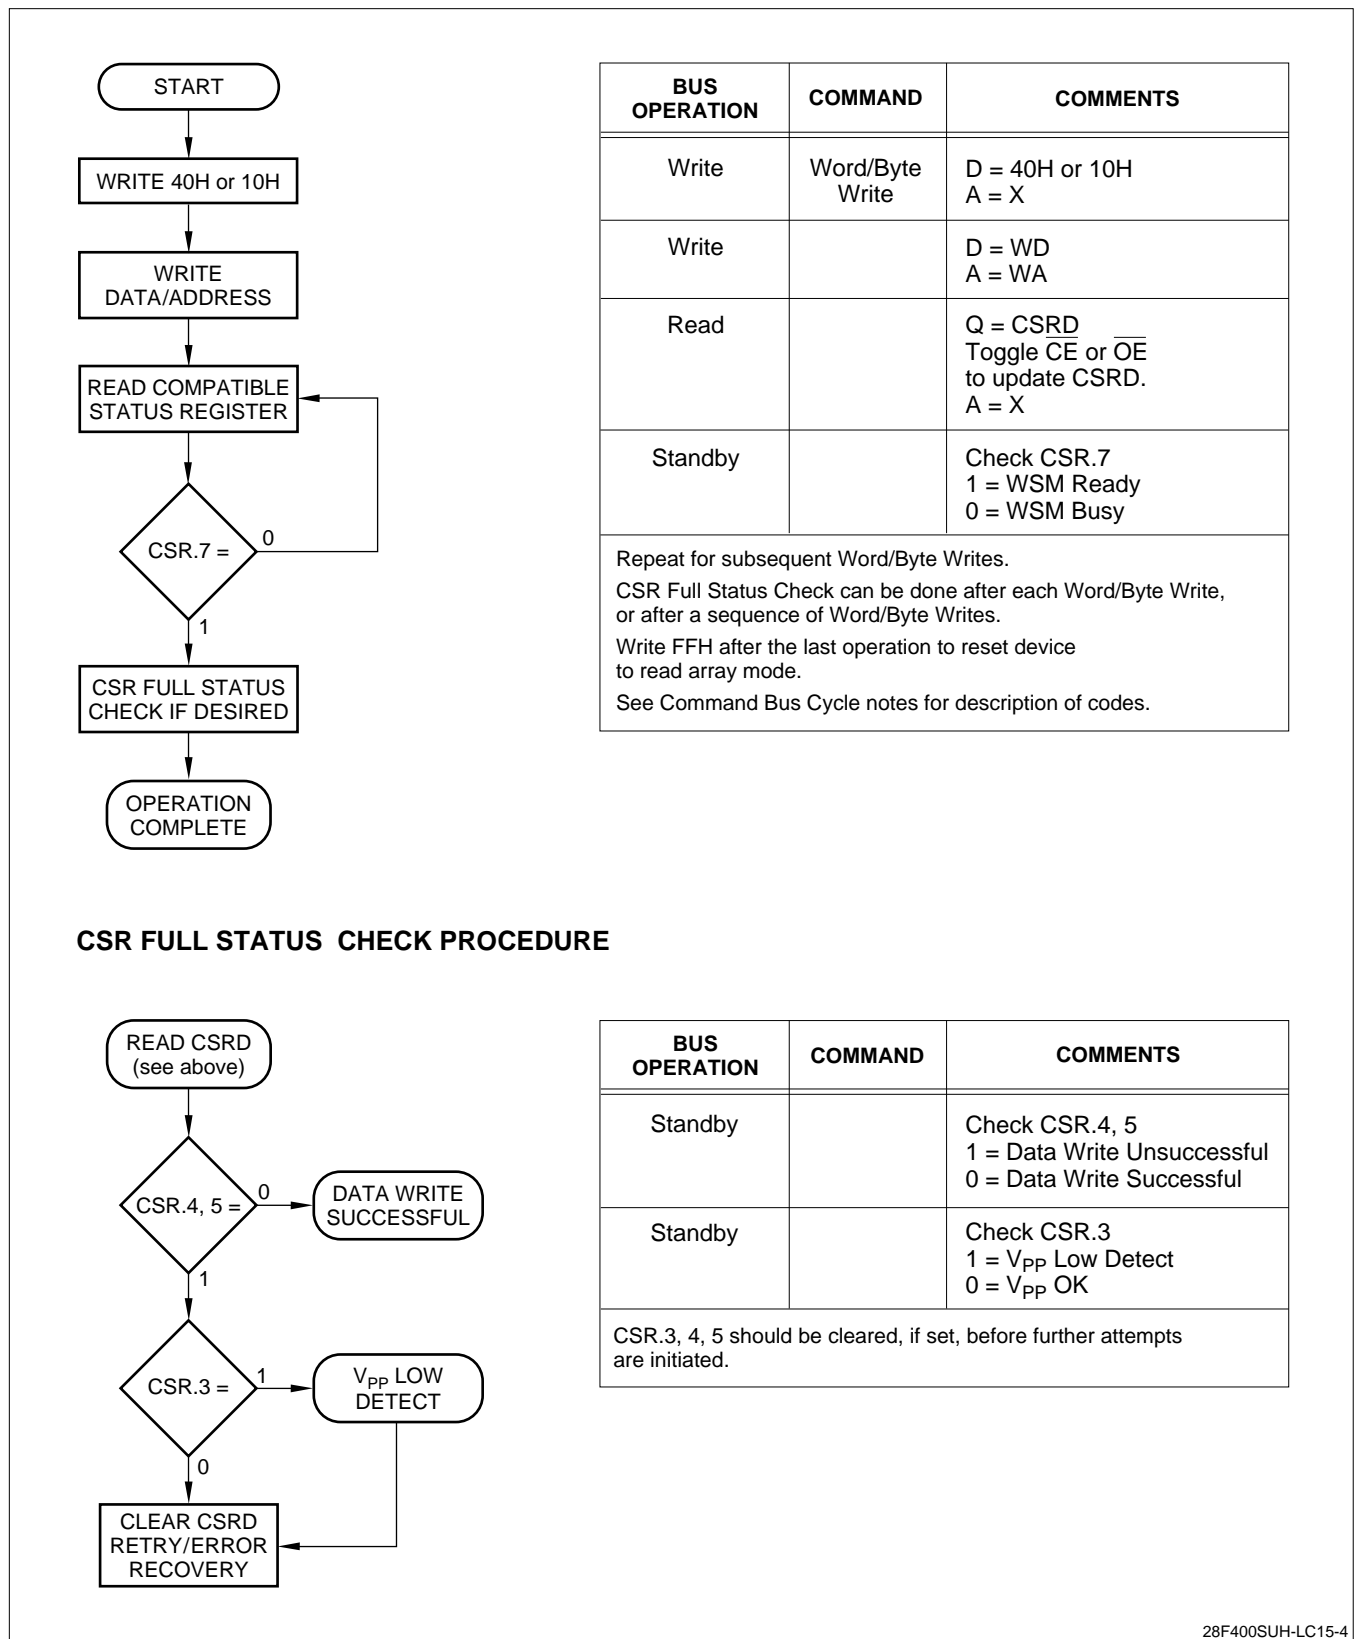 START
WRITE 40H or 10H
WRITE
DATA/ADDRESS
READ COMPATIBLE
STATUS REGISTER
CSR.7 =
0
1
CSR FULL STATUS
CHECK IF DESIRED
OPERATION
COMPLETE
BUS
OPERATION
COMMAND
COMMENTS
Write
Word/Byte
Write
D = 40H or 10H
A = X
Write
D = WD
A = WA
Read
Q = CSRD
Toggle C̅E̅ or O̅E̅
to update CSRD.
A = X
Standby
Check CSR.7
1 = WSM Ready
0 = WSM Busy
Repeat for subsequent Word/Byte Writes.
CSR Full Status Check can be done after each Word/Byte Write,
or after a sequence of Word/Byte Writes.
Write FFH after the last operation to reset device
to read array mode.
See Command Bus Cycle notes for description of codes.
CSR FULL STATUS CHECK PROCEDURE
READ CSRD
(see above)
CSR.4, 5 =
0
DATA WRITE
SUCCESSFUL
1
CSR.3 =
1
VPP LOW
DETECT
0
CLEAR CSRD
RETRY/ERROR
RECOVERY
BUS
OPERATION
COMMAND
COMMENTS
Standby
Check CSR.4, 5
1 = Data Write Unsuccessful
0 = Data Write Successful
Standby
Check CSR.3
1 = VPP Low Detect
0 = VPP OK
CSR.3, 4, 5 should be cleared, if set, before further attempts
are initiated.
28F400SUH-LC15-4